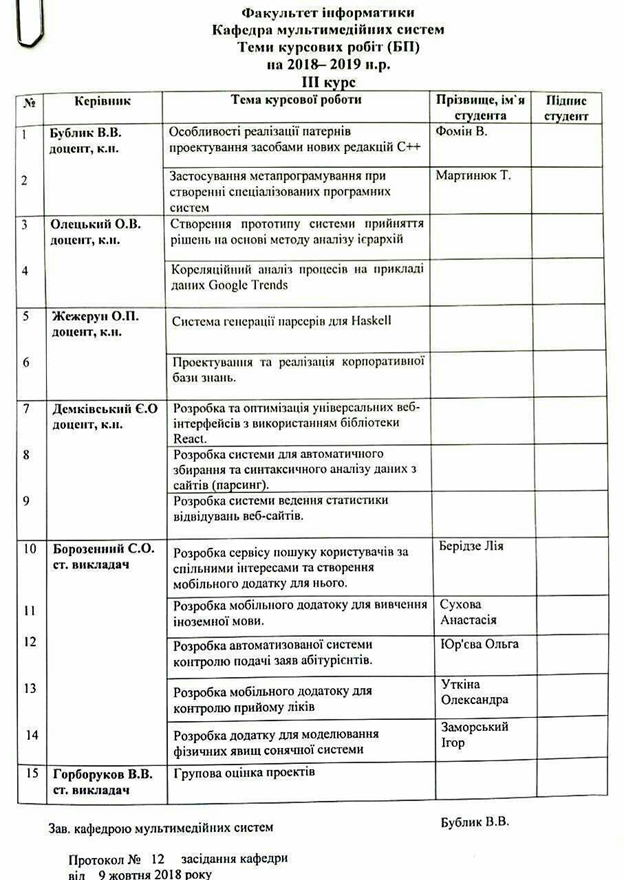 Факультет інформатики
Кафедра мультимедійних систем
Теми курсових робіт (БП)
на 2018– 2019 н.р.
III курс
№ Керівник Тема курсової роботи Прізвище, ім`я Підпис
студента студент
1 Бублик В.В. Особливості реалізації патернів Фомін В.
доцент, к.н. проектування засобами нових редакцій C++
2 Застосування метапрограмування при Мартинюк Т.
створенні спеціалізованих програмних
систем
3 Олецький О.В. Створення прототипу системи прийняття
доцент, к.н. рішень на основі методу аналізу ієрархій
4 Кореляційний аналіз процесів на прикладі
даних Google Trends
5 Жежерун О.П. Система генерації парсерів для Haskell
доцент, к.н.
6 Проектування та реалізація корпоративної
бази знань.
7 Демківський Є.О Розробка та оптимізація універсальних веб-
доцент, к.н. інтерфейсів з використанням бібліотеки
React.
8 Розробка системи для автоматичного
збирання та синтаксичного аналізу даних з
сайтів (парсинг).
9 Розробка системи ведення статистики
відвідувань веб-сайтів.
10 Борозенний С.О. Розробка сервісу пошуку користувачів за Берідзе Лія
ст. викладач спільними інтересами та створення
мобільного додатку для нього.
11 Розробка мобільного додатоку для вивчення Сухова
іноземної мови. Анастасія
12 Розробка автоматизованої системи Юр'єва Ольга
контролю подачі заяв абітурієнтів.
13 Розробка мобільного додатоку для Уткіна
контролю прийому ліків Олександра
14 Розробка додатку для моделювання Заморський
фізичних явищ сонячної системи Ігор
15 Горборуков В.В. Групова оцінка проектів
ст. викладач
Зав. кафедрою мультимедійних систем Бублик В.В.
Протокол № 12 засідання кафедри
від 9 жовтня 2018 року